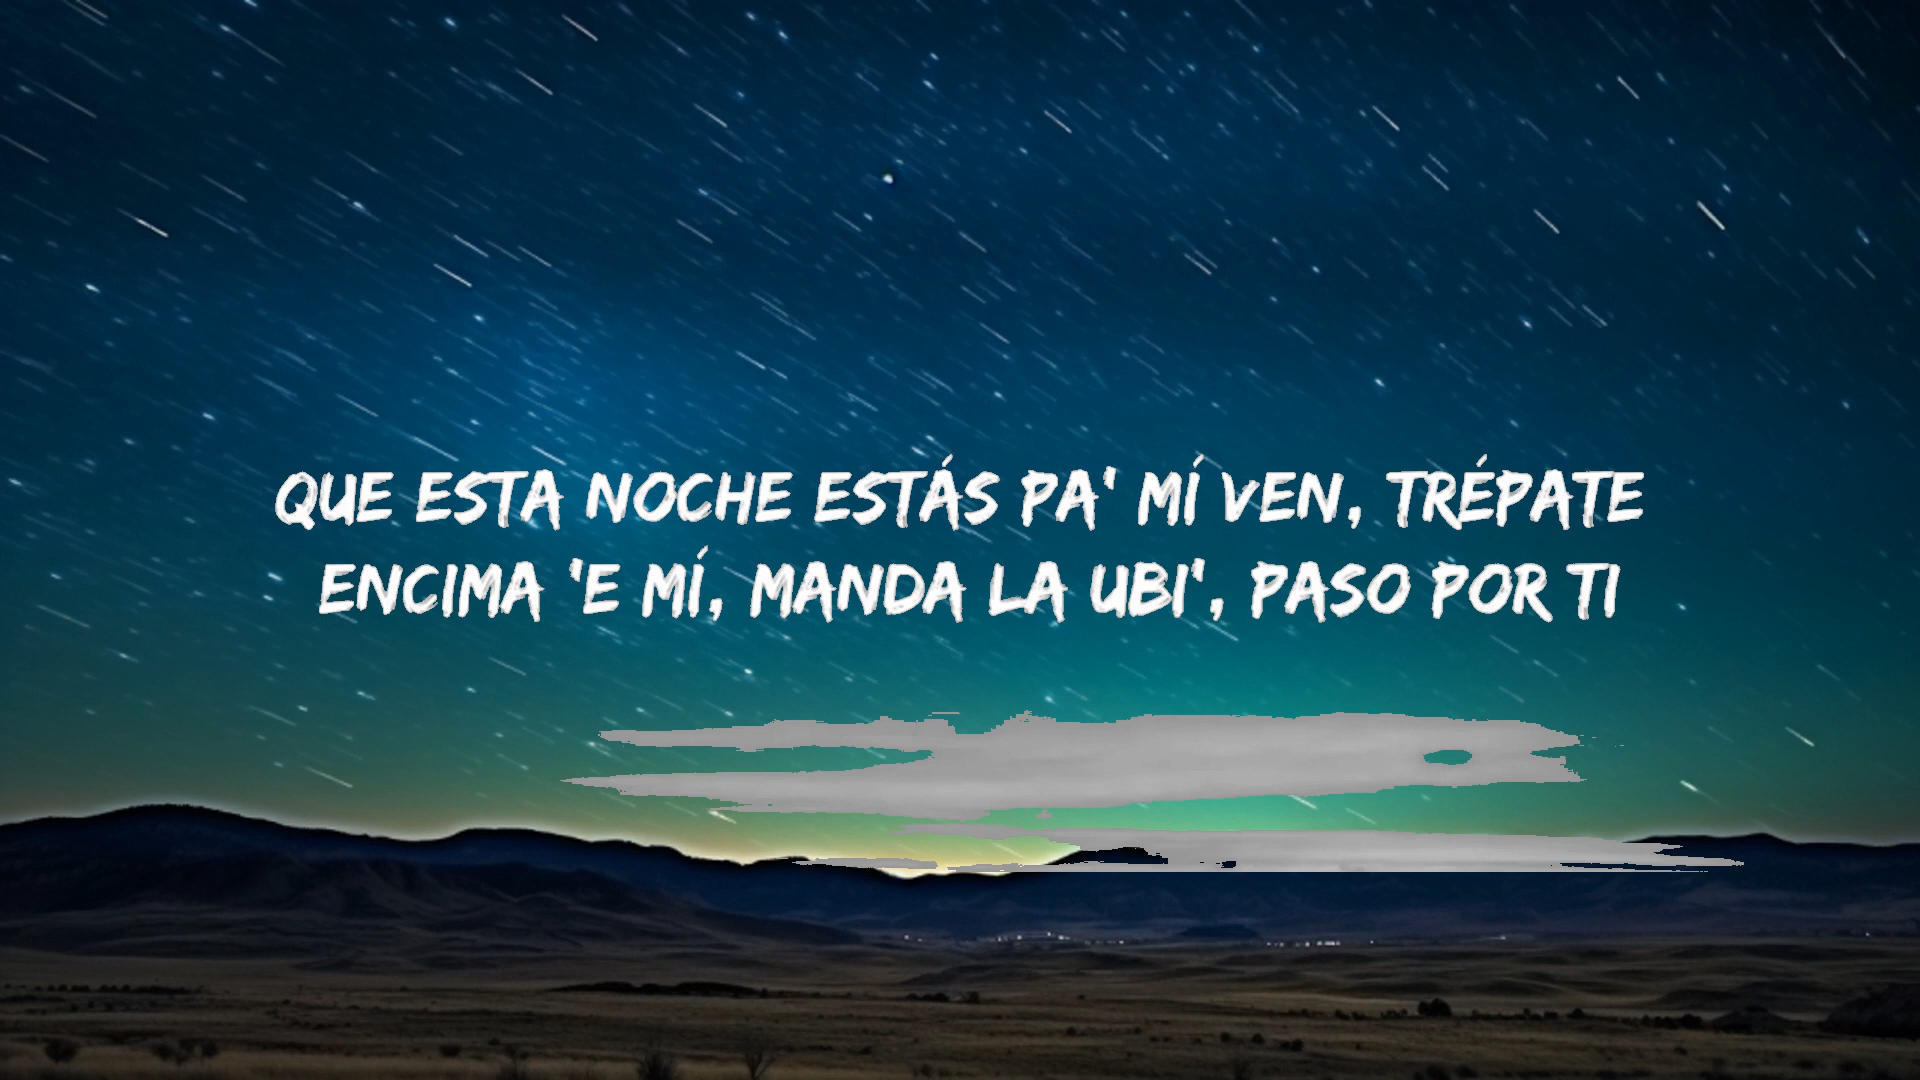 QUE ESTA NOCHE ESTÁS PA' MÍ VEN, TRÉPATE
ENCIMA 'E MÍ, MANDA LA UBI', PASO POR TI